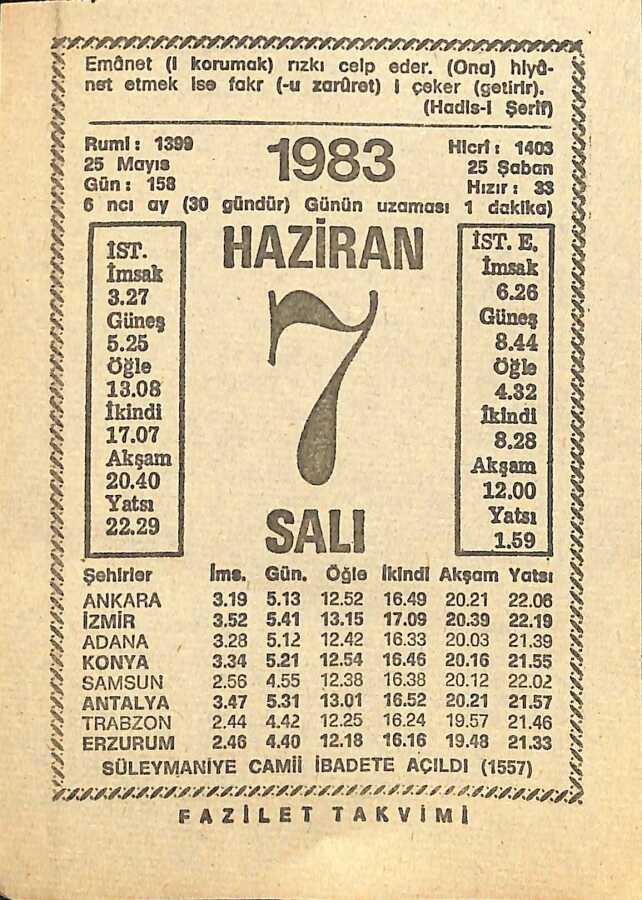 Emânet (i korumak) rızkı celp eder. (Ona) hiyâ-
net etmek ise fakr (-u zarûret) i çeker (getirir).
(Hadis-i Şerif)
Rumi: 1399
25 Mayıs
Gün: 158
1983
Hicri: 1403
25 Şaban
Hızır: 33
6 ncı ay (30 gündür) Günün uzaması 1 dakika)
HAZİRAN
7
SALI
İST.
İmsak
3.27
Güneş
5.25
Öğle
13.08
İkindi
17.07
Akşam
20.40
Yatsı
22.29
İST. E.
İmsak
6.26
Güneş
8.44
Öğle
4.32
İkindi
8.28
Akşam
12.00
Yatsı
1.59
Şehirler İms. Gün. Öğle İkindi Akşam Yatsı
ANKARA 3.19 5.13 12.52 16.49 20.21 22.06
İZMİR 3.52 5.41 13.15 17.09 20.39 22.19
ADANA 3.28 5.12 12.42 16.33 20.03 21.39
KONYA 3.34 5.21 12.54 16.46 20.16 21.55
SAMSUN 2.56 4.55 12.38 16.38 20.12 22.02
ANTALYA 3.47 5.31 13.01 16.52 20.21 21.57
TRABZON 2.44 4.42 12.25 16.24 19.57 21.46
ERZURUM 2.46 4.40 12.18 16.16 19.48 21.33
SÜLEYMANİYE CAMİİ İBADETE AÇILDI (1557)
FAZİLET TAKVİMİ